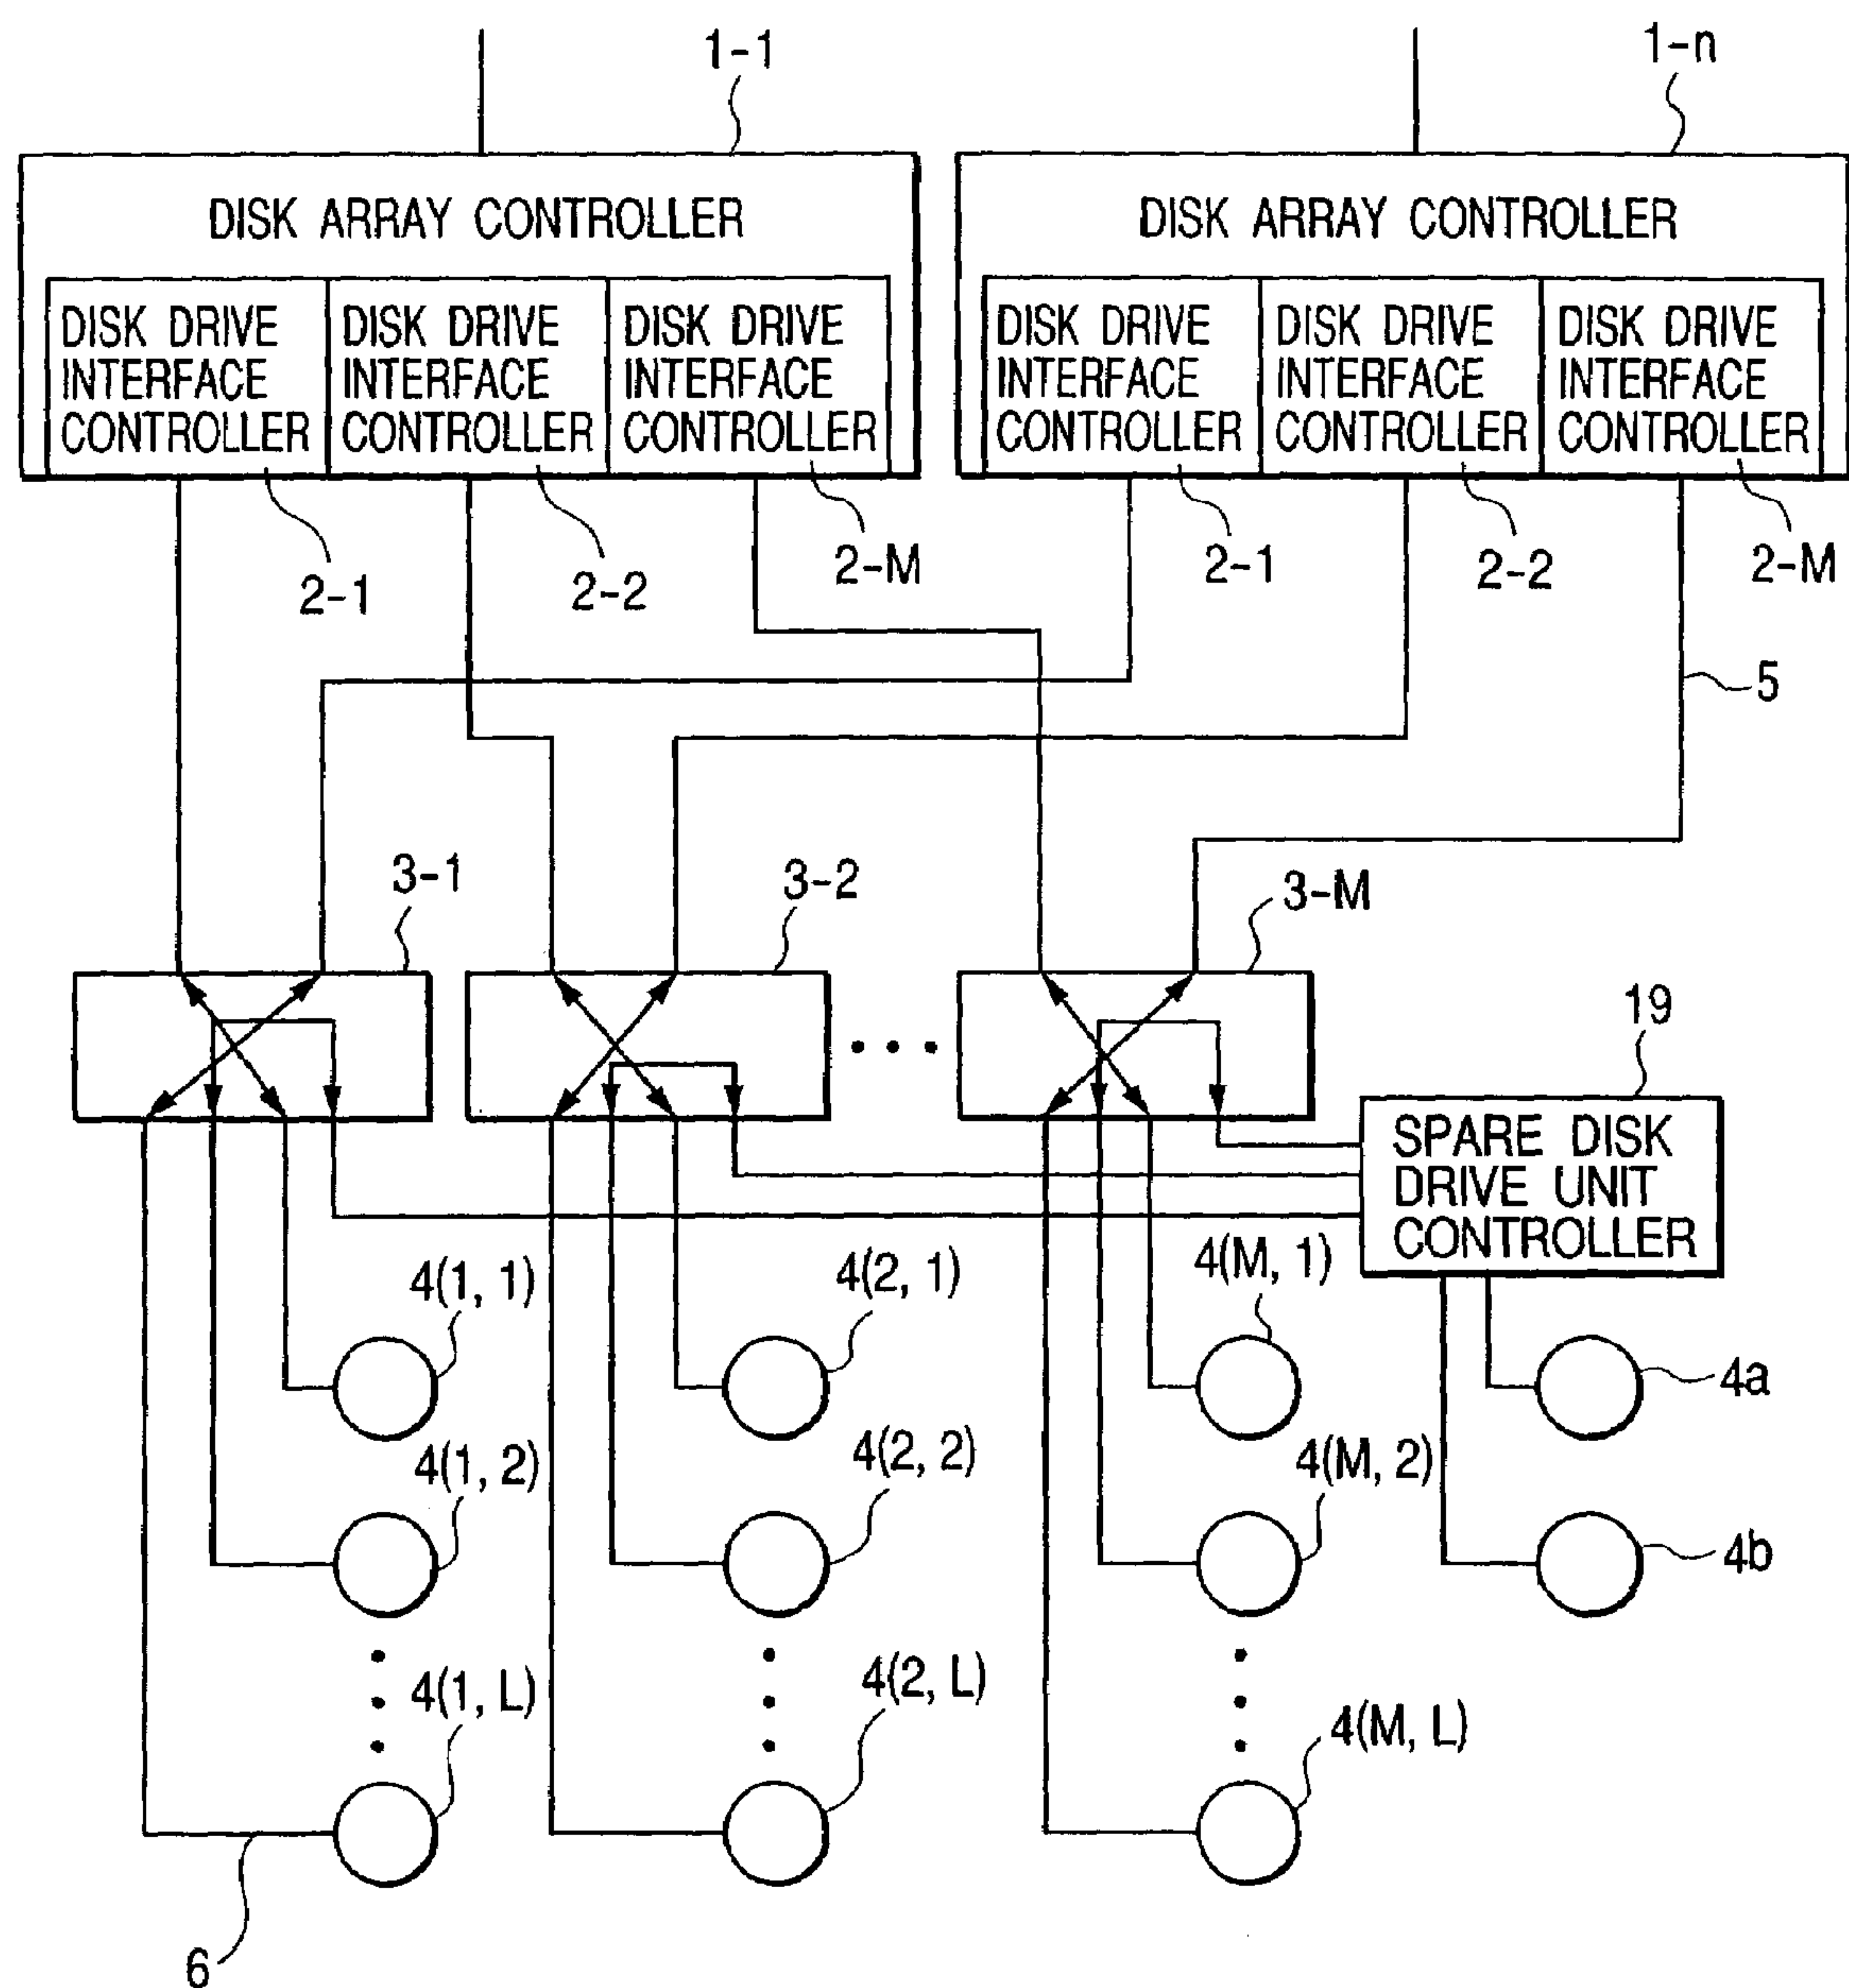 1-1
1-n
DISK ARRAY CONTROLLER
DISK ARRAY CONTROLLER
DISK DRIVE
INTERFACE
CONTROLLER
DISK DRIVE
INTERFACE
CONTROLLER
DISK DRIVE
INTERFACE
CONTROLLER
DISK DRIVE
INTERFACE
CONTROLLER
DISK DRIVE
INTERFACE
CONTROLLER
DISK DRIVE
INTERFACE
CONTROLLER
2-1
2-2
2-M
2-1
2-2
2-M
5
3-1
3-2
3-M
19
SPARE DISK
DRIVE UNIT
CONTROLLER
4(1, 1)
4(2, 1)
4(M, 1)
4a
4(1, 2)
4(2, 2)
4(M, 2)
4b
4(1, L)
4(2, L)
4(M, L)
6